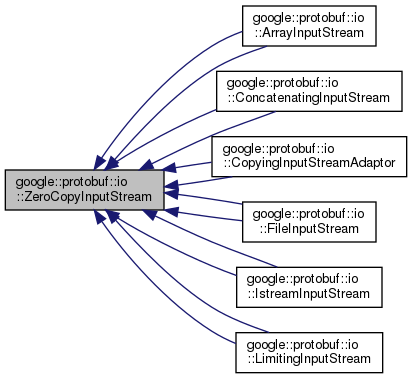 google::protobuf::io
::ArrayInputStream
google::protobuf::io
::ConcatenatingInputStream
google::protobuf::io
::CopyingInputStreamAdaptor
google::protobuf::io
::ZeroCopyInputStream
google::protobuf::io
::FileInputStream
google::protobuf::io
::IstreamInputStream
google::protobuf::io
::LimitingInputStream